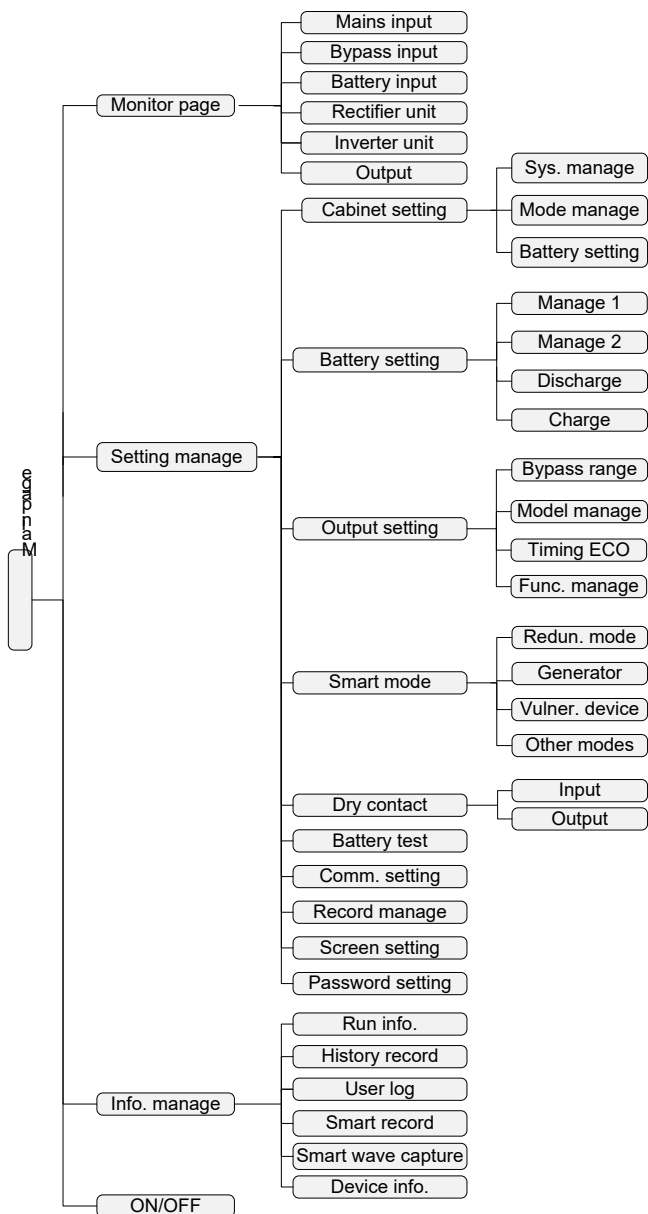 Main page
Monitor page
Mains input
Bypass input
Battery input
Rectifier unit
Inverter unit
Output
Setting manage
Cabinet setting
Sys. manage
Mode manage
Battery setting
Battery setting
Manage 1
Manage 2
Discharge
Charge
Output setting
Bypass range
Model manage
Timing ECO
Func. manage
Smart mode
Redun. mode
Generator
Vulner. device
Other modes
Dry contact
Input
Output
Battery test
Comm. setting
Record manage
Screen setting
Password setting
Info. manage
Run info.
History record
User log
Smart record
Smart wave capture
Device info.
ON/OFF